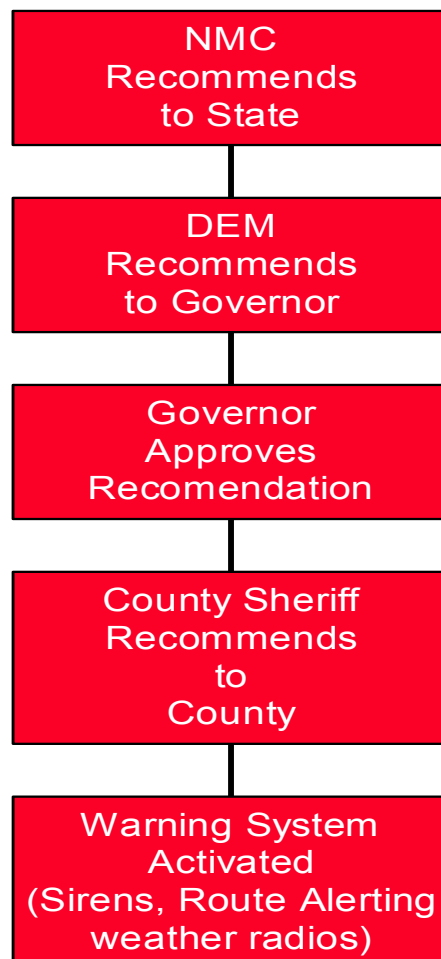 NMC
Recommends
to State
DEM
Recommends
to Governor
Governor
Approves
Recomendation
County Sheriff
Recommends
to
County
Warning System
Activated
(Sirens, Route Alerting
weather radios)